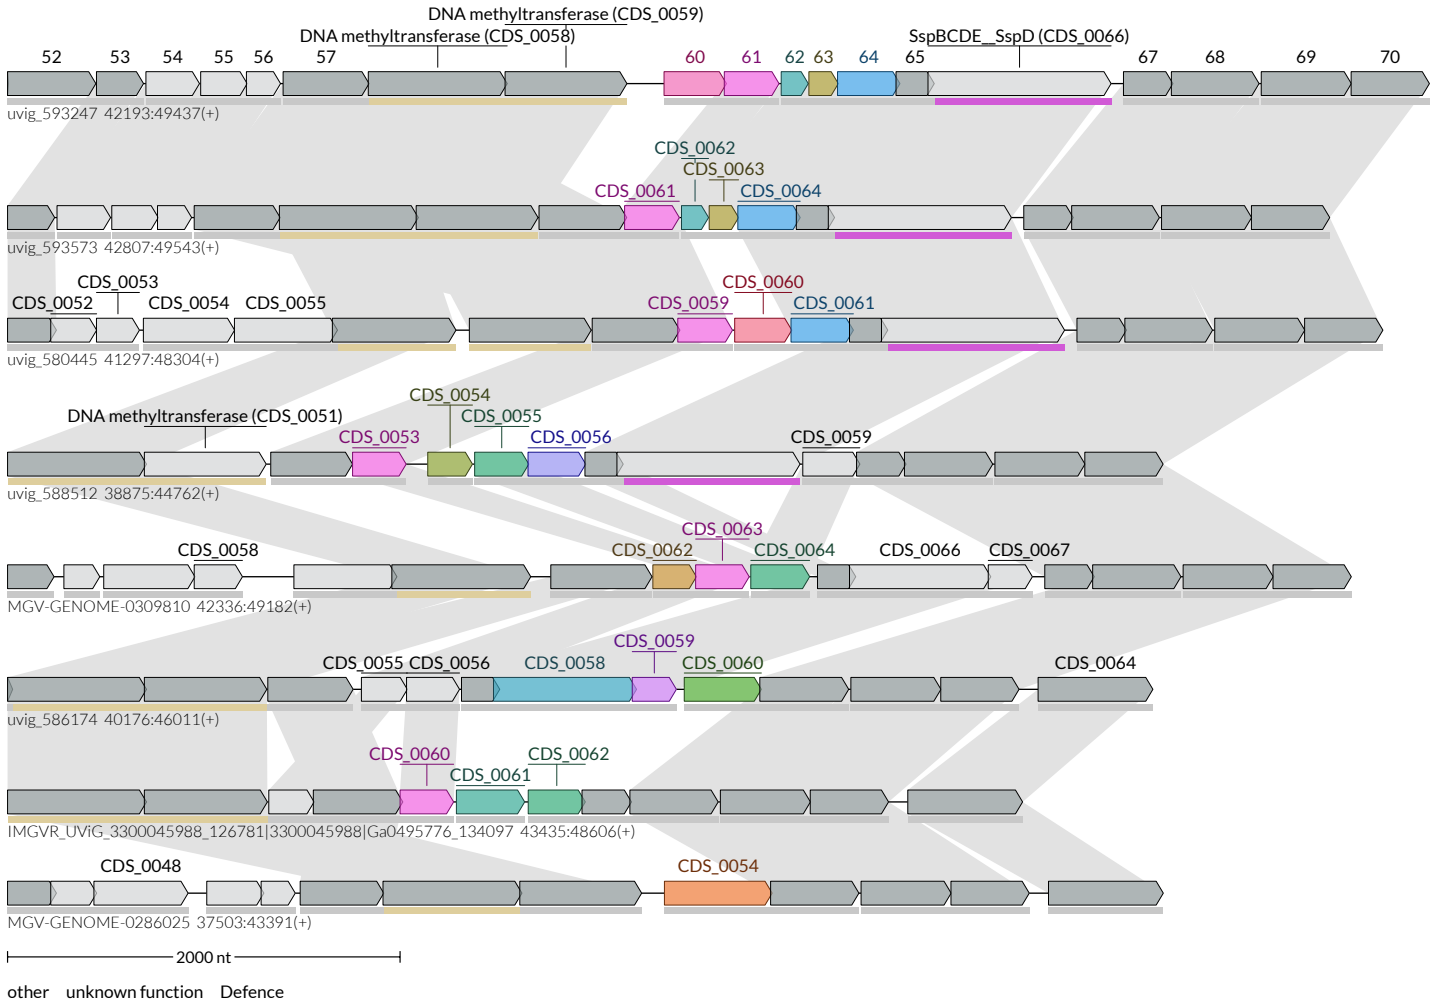 DNA methyltransferase (CDS_0059)
DNA methyltransferase (CDS_0058) SspBCDE__SspD (CDS_0066)
52 53 54 55 56 57 60 61 62 63 64 65 67 68 69 70
uvig_593247 42193:49437(+)
CDS_0062
CDS_0063
CDS_0061 CDS_0064
uvig_593573 42807:49543(+)
CDS_0053 CDS_0060
CDS_0052 CDS_0054 CDS_0055 CDS_0059 CDS_0061
uvig_580445 41297:48304(+)
CDS_0054
DNA methyltransferase (CDS_0051) CDS_0055
CDS_0053 CDS_0056 CDS_0059
uvig_588512 38875:44762(+)
CDS_0063
CDS_0058 CDS_0062 CDS_0064 CDS_0066 CDS_0067
MGV-GENOME-0309810 42336:49182(+)
CDS_0059
CDS_0055 CDS_0056 CDS_0058 CDS_0060 CDS_0064
uvig_586174 40176:46011(+)
CDS_0060 CDS_0062
CDS_0061
IMGVR_UViG_3300045988_126781|3300045988|Ga0495776_134097 43435:48606(+)
CDS_0048 CDS_0054
MGV-GENOME-0286025 37503:43391(+)
2000 nt
other unknown function Defence